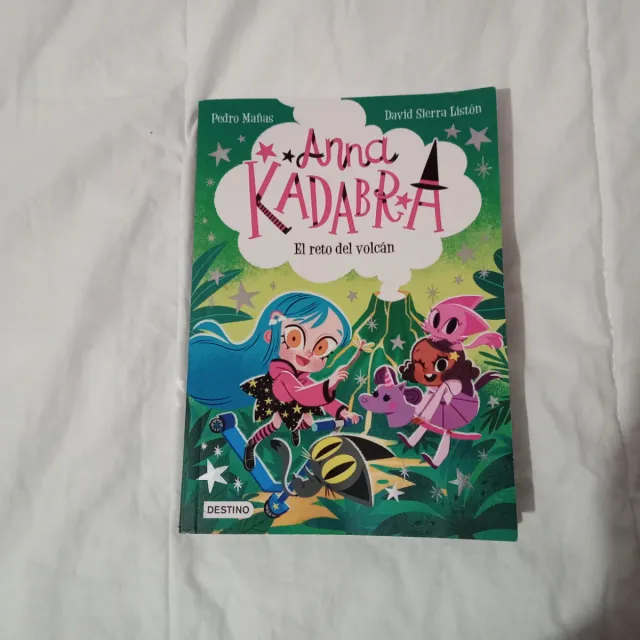 Pedro Mañas
David Sierra Listón
Anna
KADABRA
El reto del volcán
DESTINO